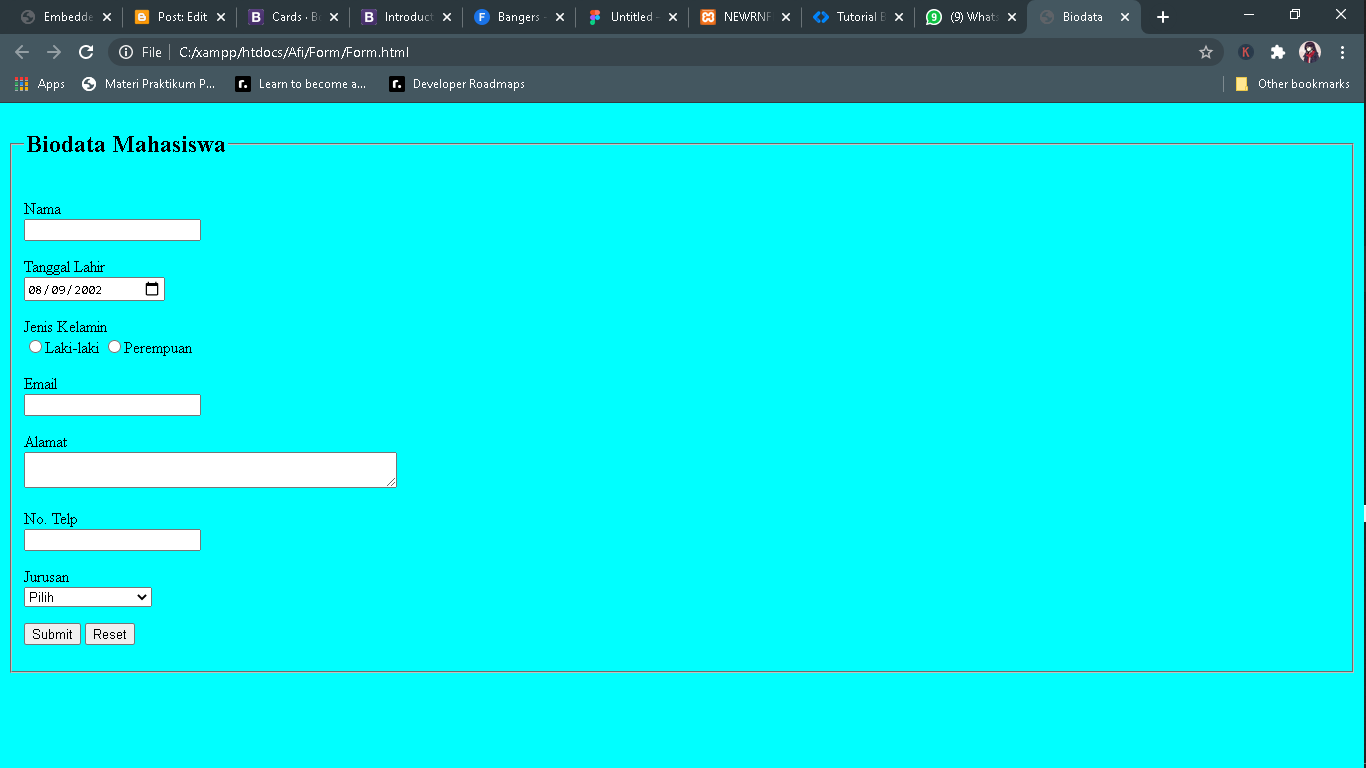 Embedde Post: Edit Cards · B Introduct Bangers - Untitled - NEWRNF Tutorial B (9) Whats Biodata
File C:/xampp/htdocs/Afi/Form/Form.html K
Apps Materi Praktikum P... r. Learn to become a... r. Developer Roadmaps Other bookmarks
Biodata Mahasiswa
Nama
Tanggal Lahir
08/09/2002
Jenis Kelamin
Laki-laki Perempuan
Email
Alamat
No. Telp
Jurusan
Pilih
Submit Reset